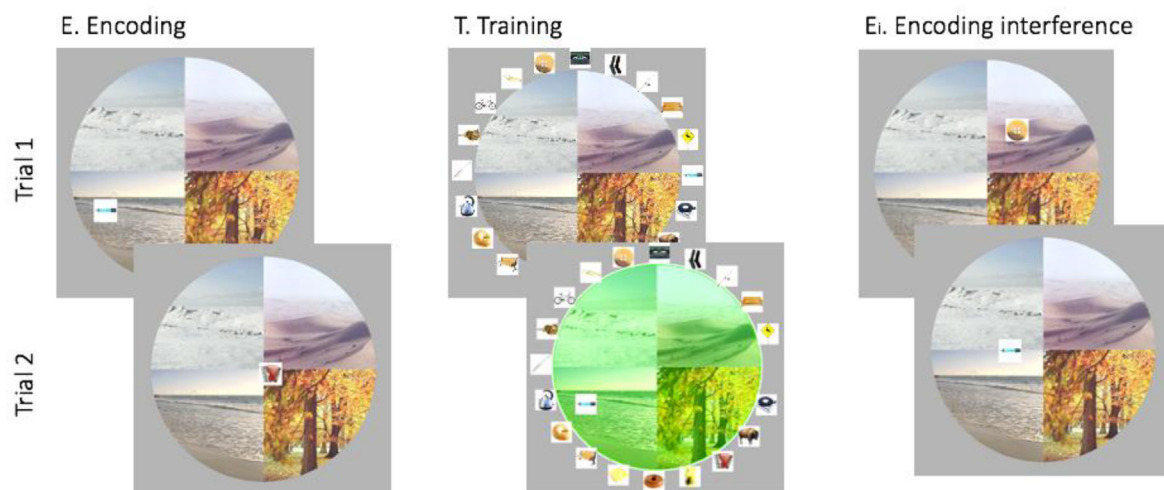 E. Encoding
T. Training
Ei. Encoding interference
Trial 1
Trial 2